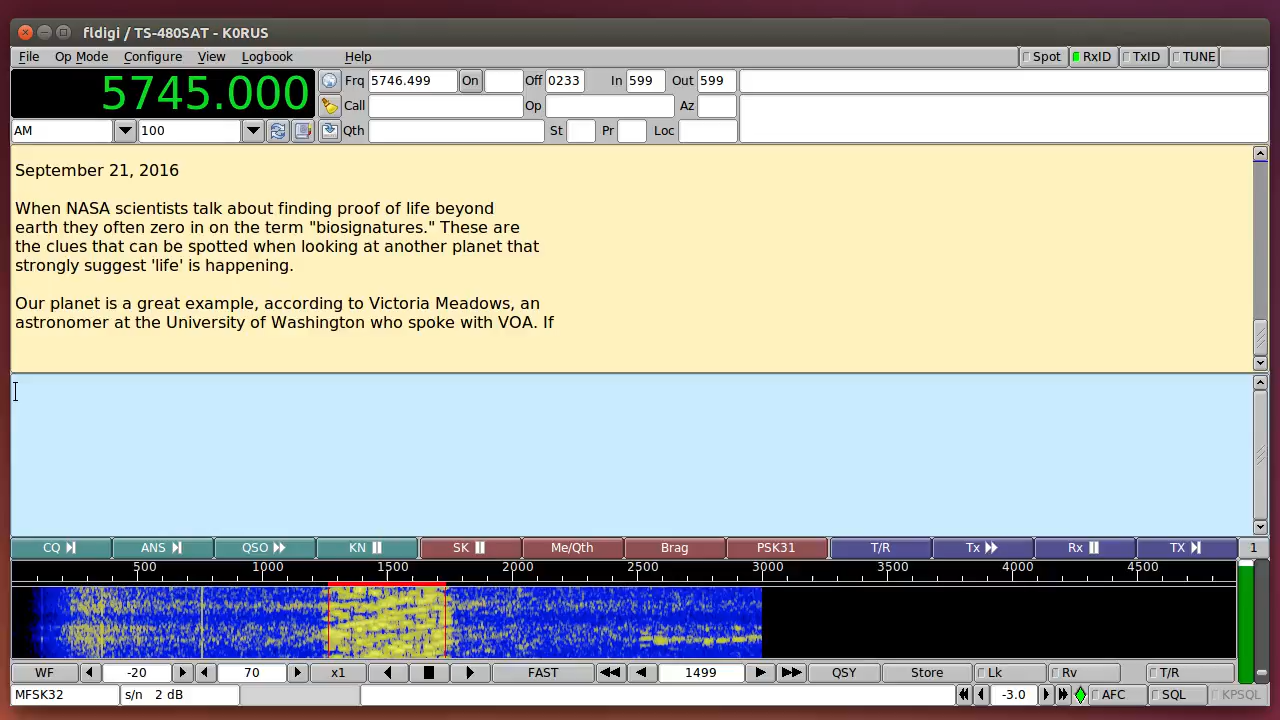 fldigi / TS-480SAT - K0RUS
File Op Mode Configure View Logbook Help Spot RxID TxID TUNE
5745.000 Frq 5746.499 On Off 0233 In 599 Out 599
Call Op Az
AM 100 Qth St Pr Loc
September 21, 2016
When NASA scientists talk about finding proof of life beyond
earth they often zero in on the term "biosignatures." These are
the clues that can be spotted when looking at another planet that
strongly suggest 'life' is happening.
Our planet is a great example, according to Victoria Meadows, an
astronomer at the University of Washington who spoke with VOA. If
CQ ANS QSO KN SK Me/Qth Brag PSK31 T/R Tx Rx TX 1
500 1000 1500 2000 2500 3000 3500 4000 4500
WF -20 70 x1 FAST 1499 QSY Store Lk Rv T/R
MFSK32 s/n 2 dB -3.0 AFC SQL KPSQL